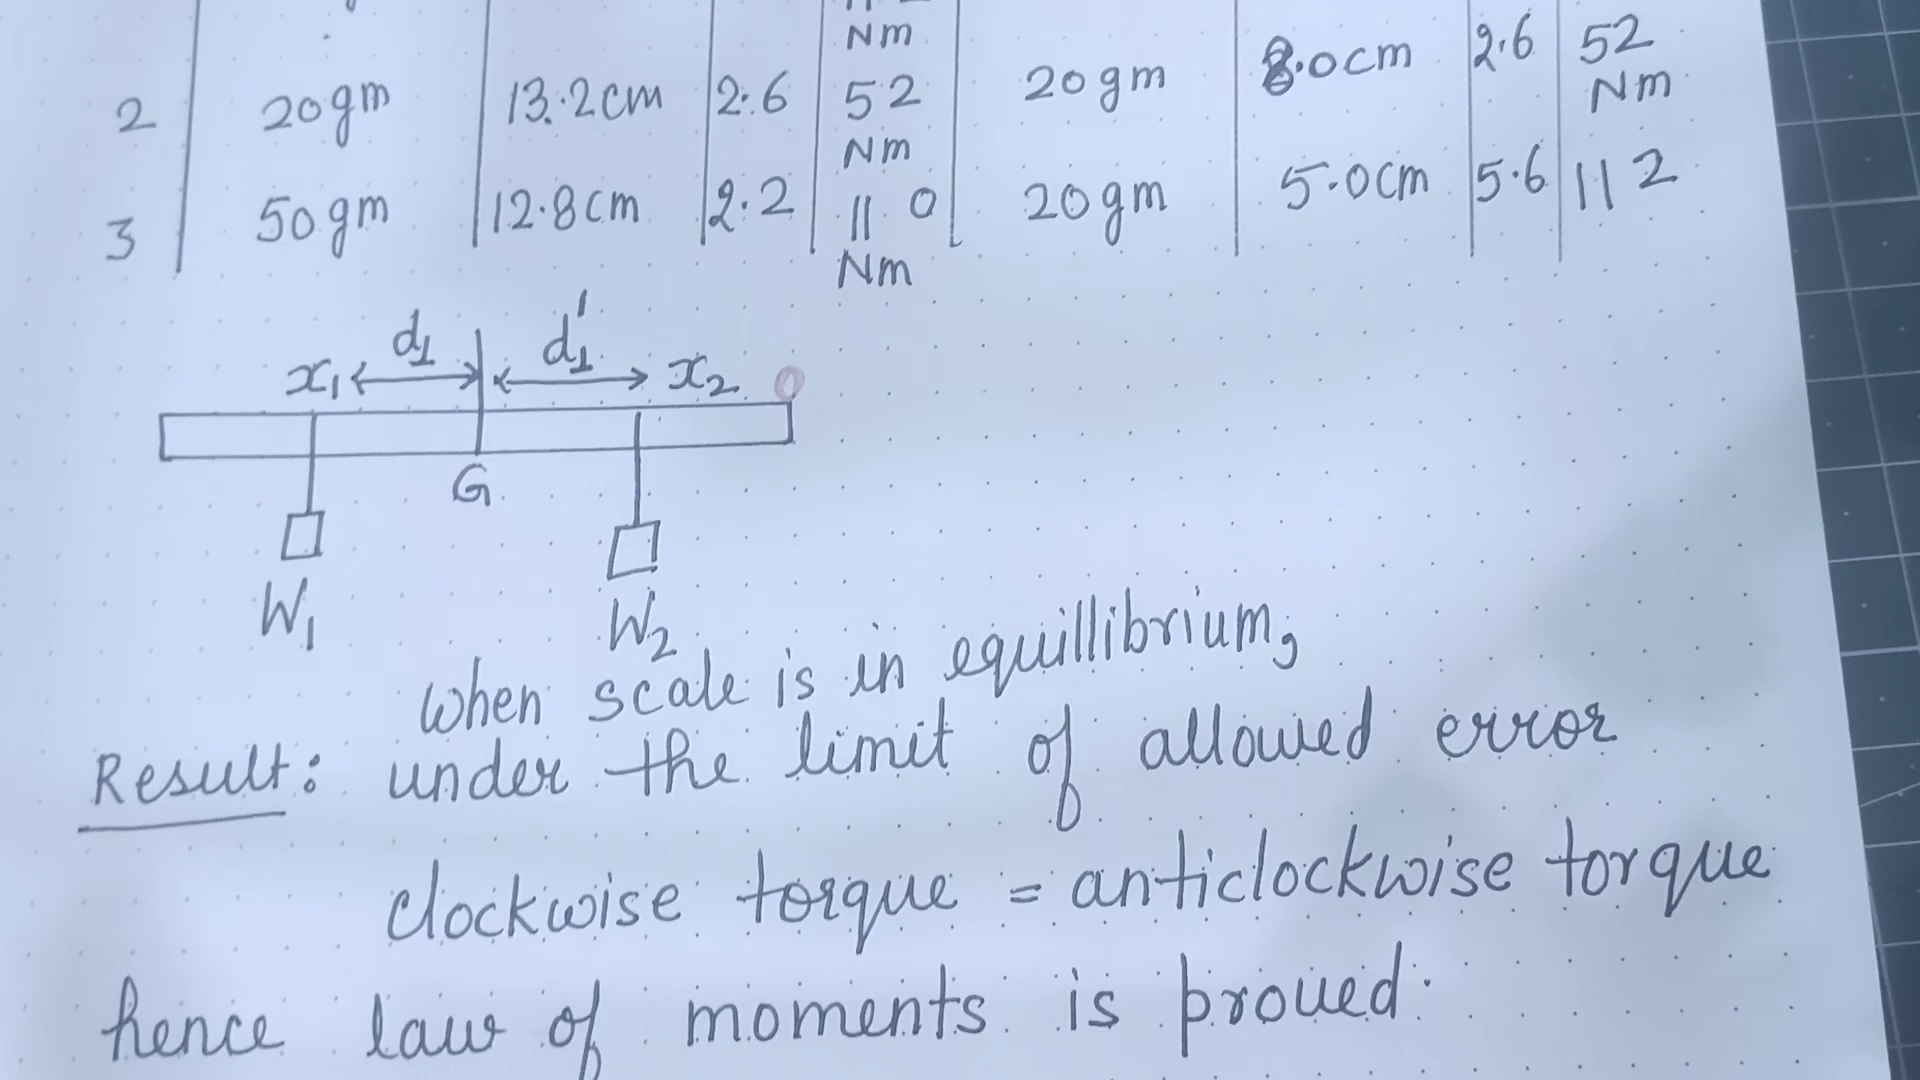 Nm
2 20gm 13.2cm 2.6 52 Nm 20gm 8.0cm 2.6 52 Nm
3 50gm 12.8cm 2.2 110 Nm 20gm 5.0cm 5.6 112
x₁ d₁ d₁' x₂
G
W₁ W₂
when scale is in equillibrium,
Result: under the limit of allowed error
clockwise torque = anticlockwise torque
hence law of moments is proved.